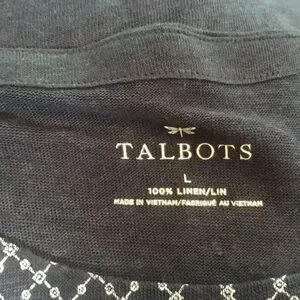 TALBOTS
L
100% LINEN/LIN
MADE IN VIETNAM/FABRIQUÉ AU VIETNAM